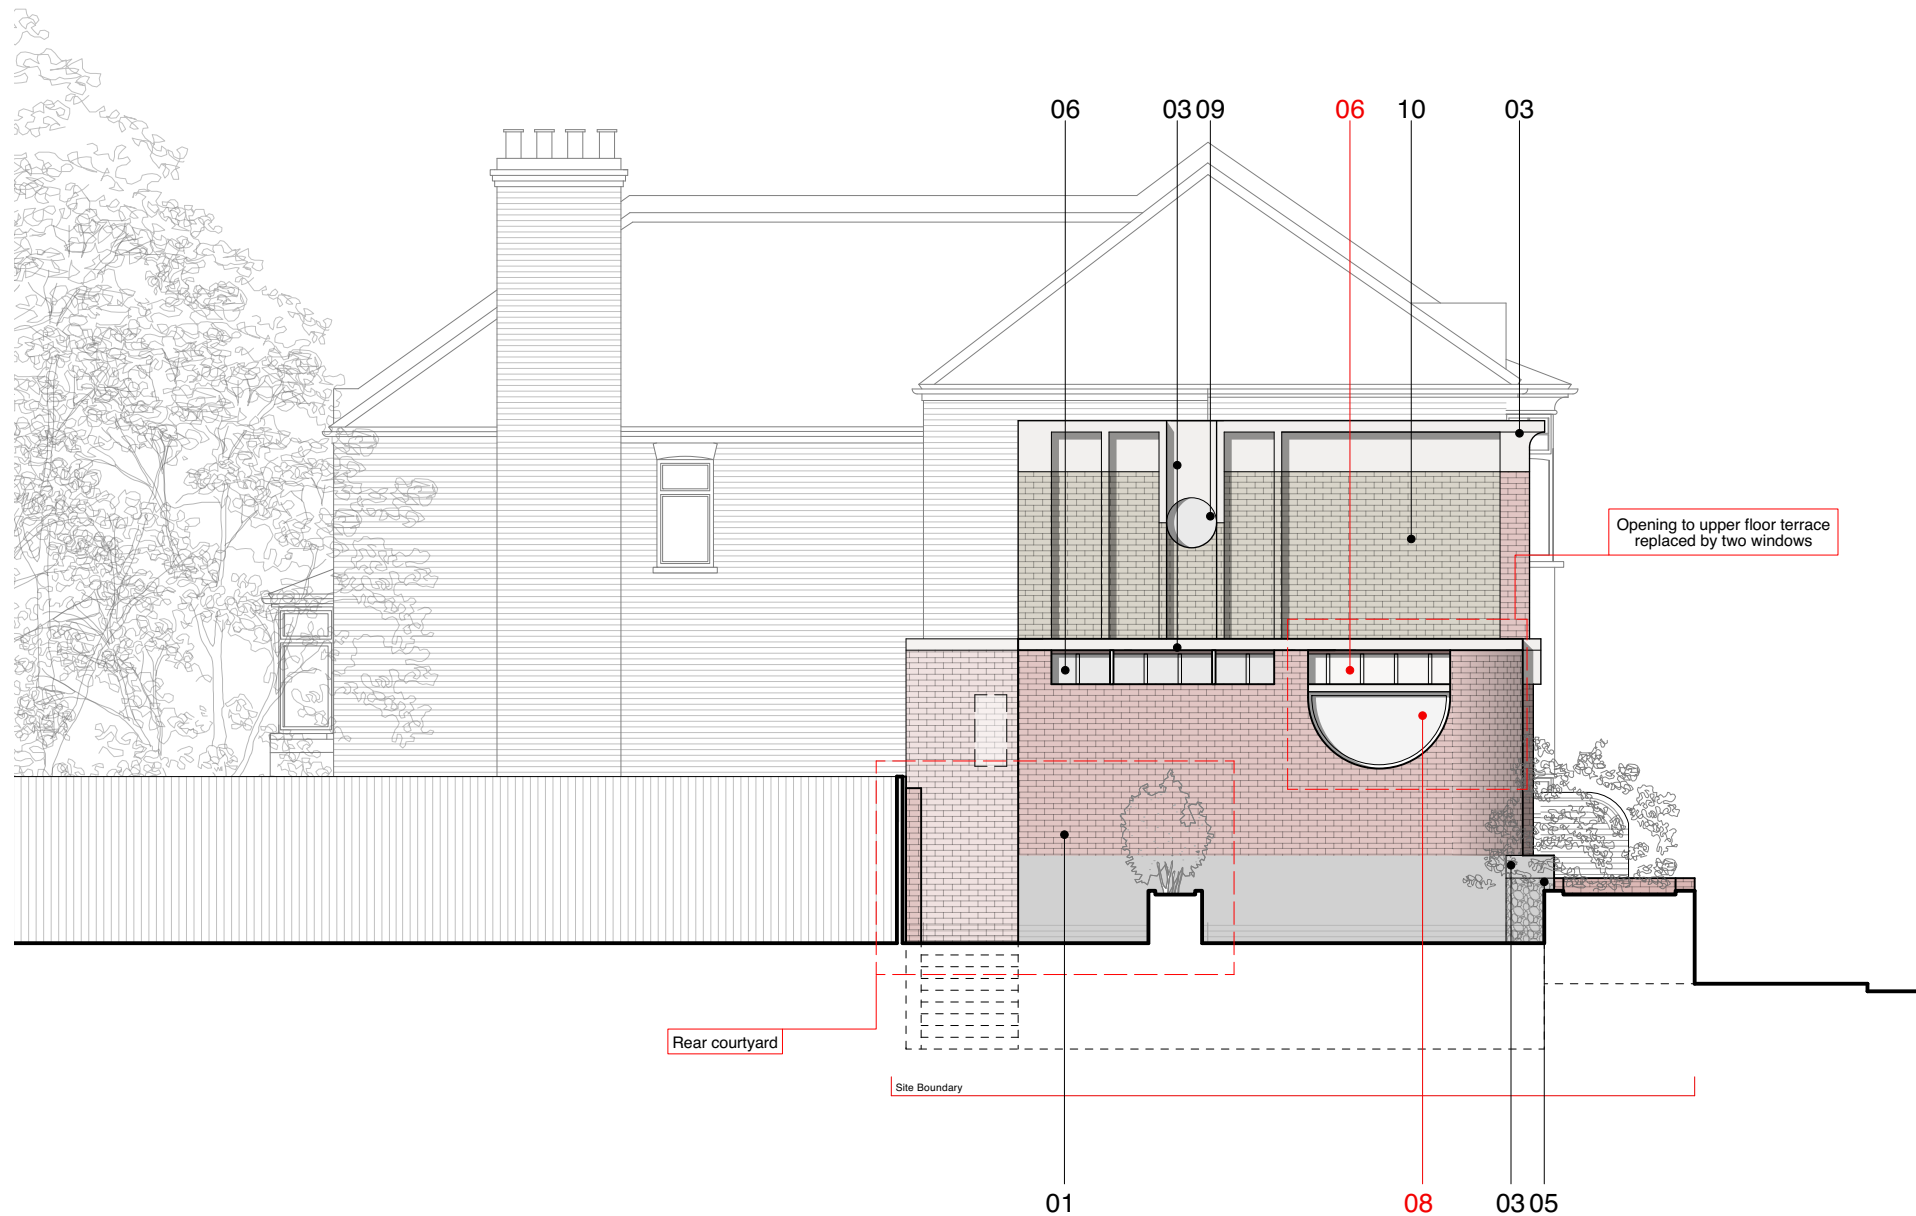 06 03 09 06 10 03
Opening to upper floor terrace
replaced by two windows
Rear courtyard
Site Boundary
01 08 03 05